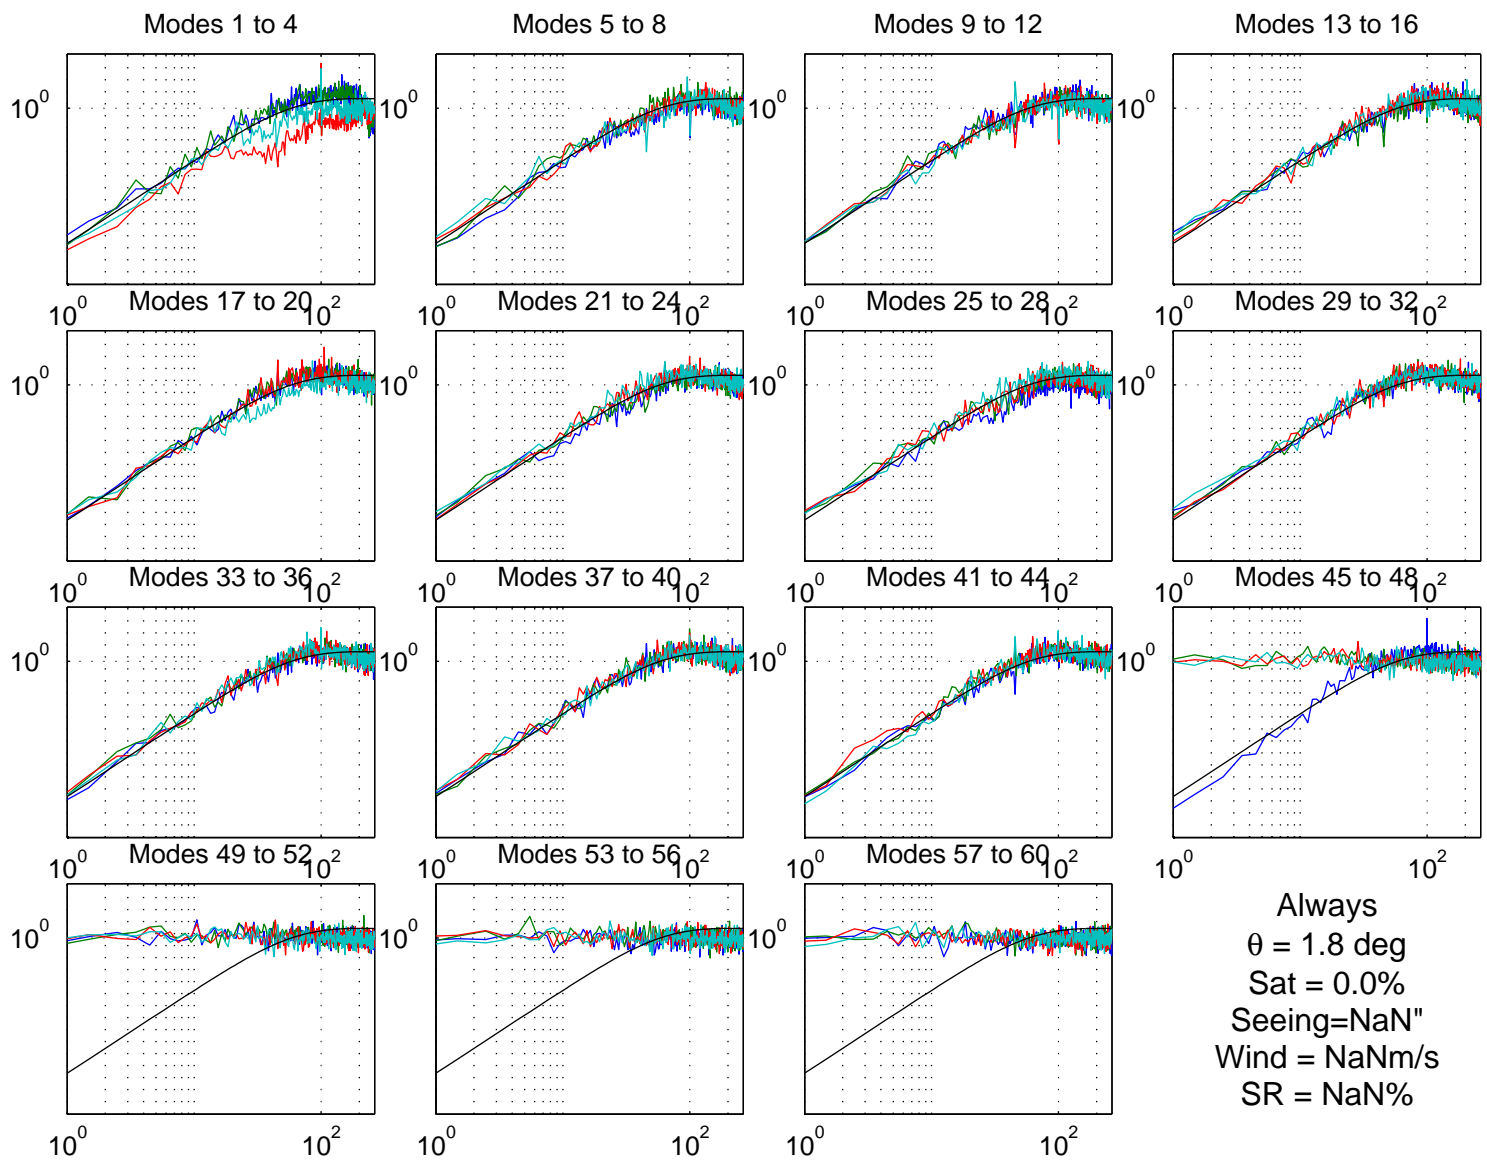 Modes 1 to 4
Modes 5 to 8
Modes 9 to 12
Modes 13 to 16
10^0
10^0
10^0
10^0
10^0
10^2
10^0
10^2
10^0
10^2
10^0
10^2
Modes 17 to 20
Modes 21 to 24
Modes 25 to 28
Modes 29 to 32
10^0
10^0
10^0
10^0
10^0
10^2
10^0
10^2
10^0
10^2
10^0
10^2
Modes 33 to 36
Modes 37 to 40
Modes 41 to 44
Modes 45 to 48
10^0
10^0
10^0
10^0
10^0
10^2
10^0
10^2
10^0
10^2
10^0
10^2
Modes 49 to 52
Modes 53 to 56
Modes 57 to 60
10^0
10^0
10^0
10^0
10^2
10^0
10^2
10^0
10^2
Always
θ = 1.8 deg
Sat = 0.0%
Seeing=NaN"
Wind = NaNm/s
SR = NaN%